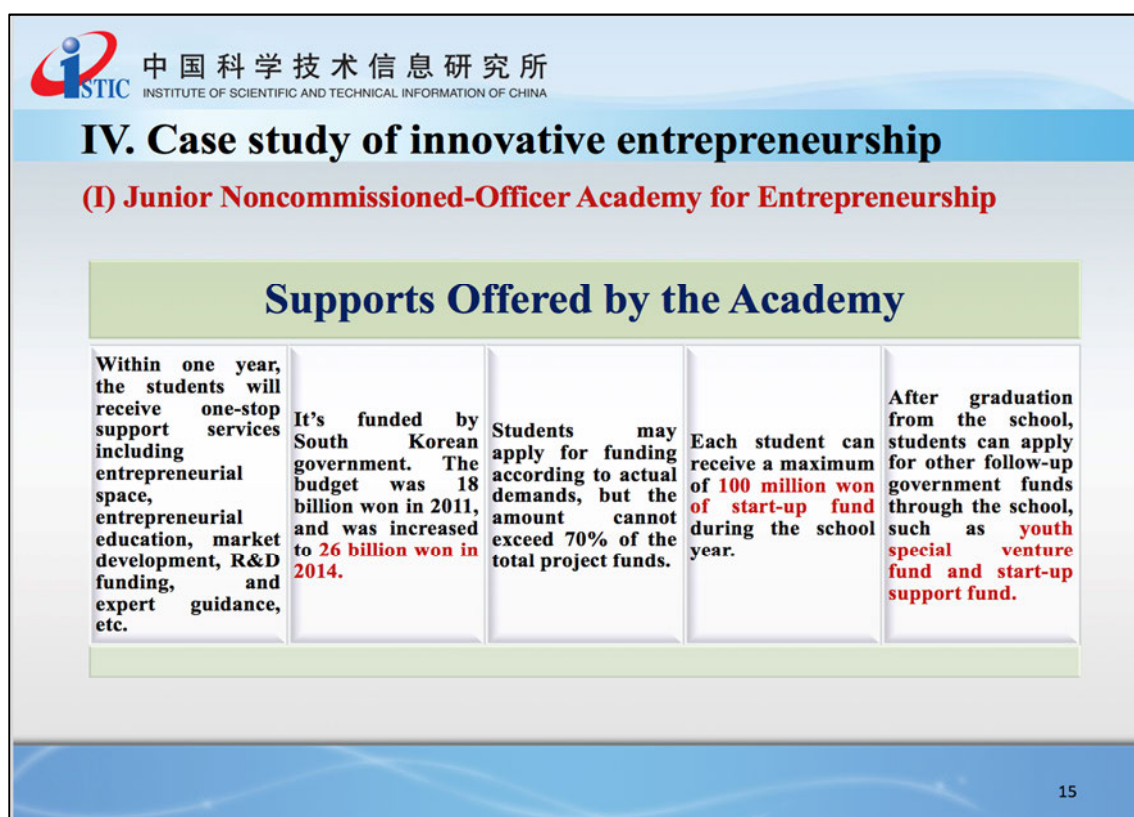 iSTIC
中国科学技术信息研究所
INSTITUTE OF SCIENTIFIC AND TECHNICAL INFORMATION OF CHINA
IV. Case study of innovative entrepreneurship
(I) Junior Noncommissioned-Officer Academy for Entrepreneurship
Supports Offered by the Academy
Within one year,
the students will
receive one-stop
support services
including
entrepreneurial
space,
entrepreneurial
education, market
development, R&D
funding, and
expert guidance,
etc.
It's funded by
South Korean
government. The
budget was 18
billion won in 2011,
and was increased
to 26 billion won in
2014.
Students may
apply for funding
according to actual
demands, but the
amount cannot
exceed 70% of the
total project funds.
Each student can
receive a maximum
of 100 million won
of start-up fund
during the school
year.
After graduation
from the school,
students can apply
for other follow-up
government funds
through the school,
such as youth
special venture
fund and start-up
support fund.
15